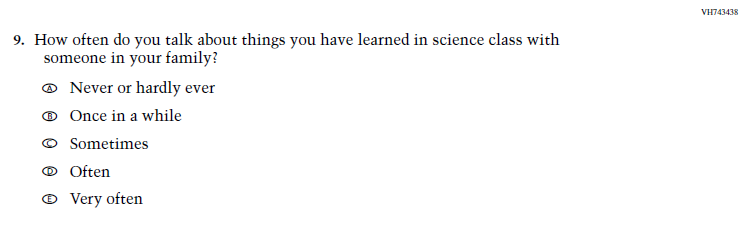 VH743438
9. How often do you talk about things you have learned in science class with
someone in your family?
A Never or hardly ever
B Once in a while
C Sometimes
D Often
E Very often